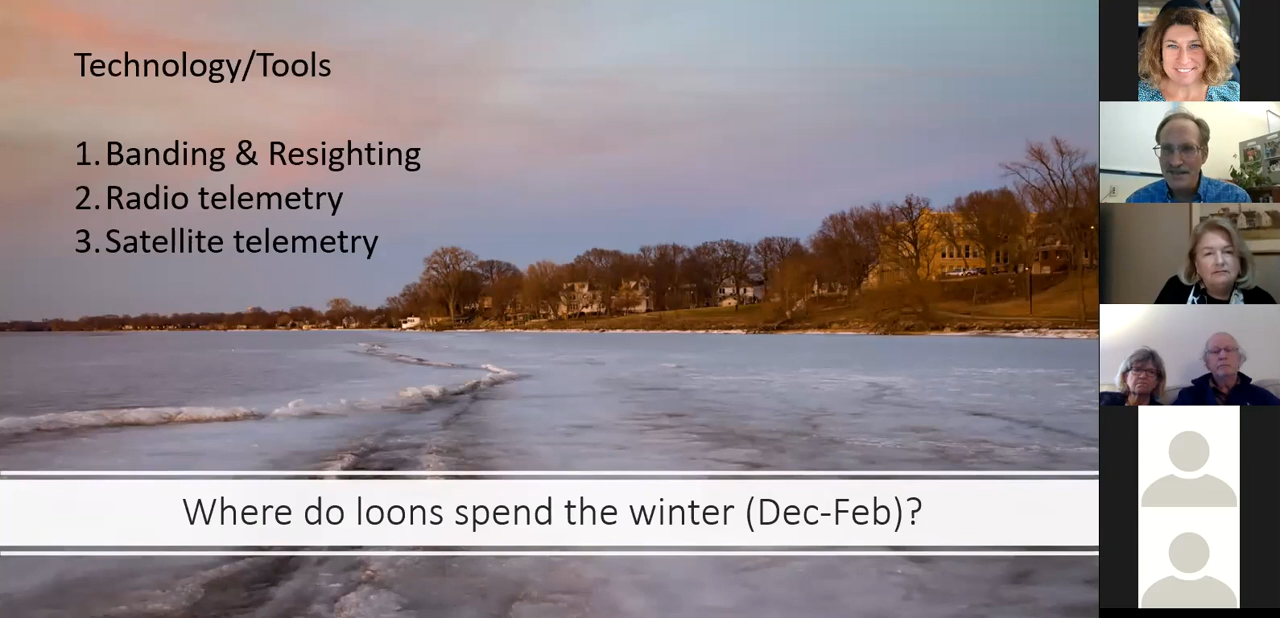 Technology/Tools
1. Banding & Resighting
2. Radio telemetry
3. Satellite telemetry
Where do loons spend the winter (Dec-Feb)?